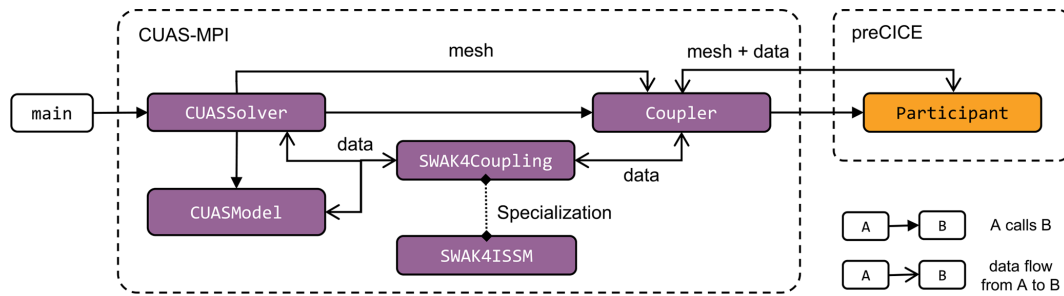 CUAS-MPI
preCICE
mesh
mesh + data
main
CUASSolver
Coupler
Participant
data
SWAK4Coupling
data
CUASModel
Specialization
SWAK4ISSM
A
B
A calls B
A
B
data flow
from A to B